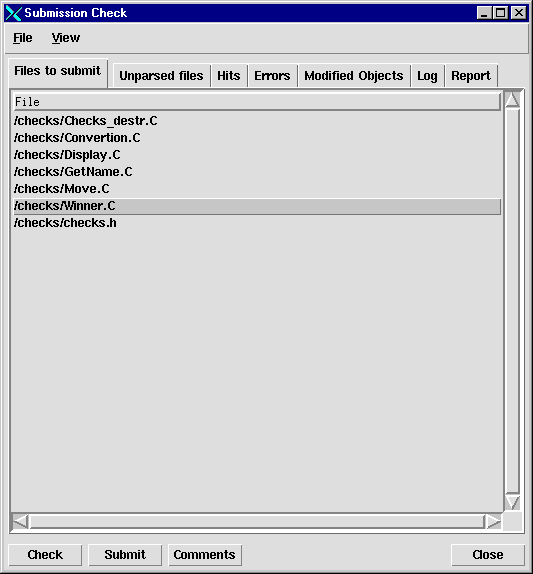 Submission Check
File View
Files to submit Unparsed files Hits Errors Modified Objects Log Report
File
/checks/Checks_destr.C
/checks/Convertion.C
/checks/Display.C
/checks/GetName.C
/checks/Move.C
/checks/Winner.C
/checks/checks.h
Check Submit Comments Close